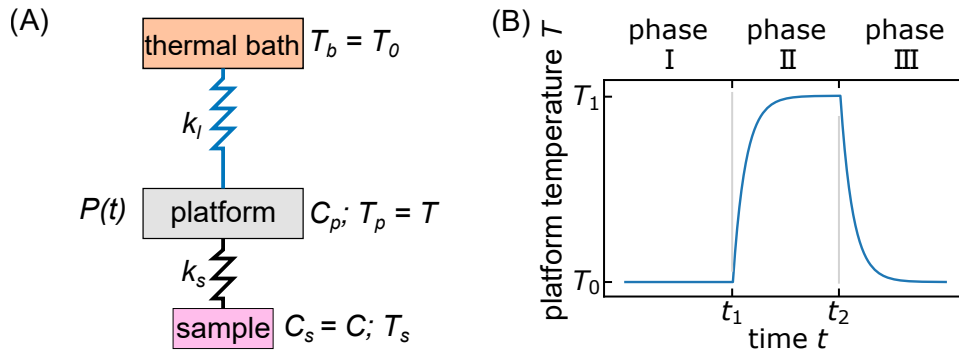 (A)
thermal bath T_b = T_0
k_l
P(t) platform C_p; T_p = T
k_s
sample C_s = C; T_s
(B)
phase I
phase II
phase III
platform temperature T
T_1
T_0
t_1
t_2
time t